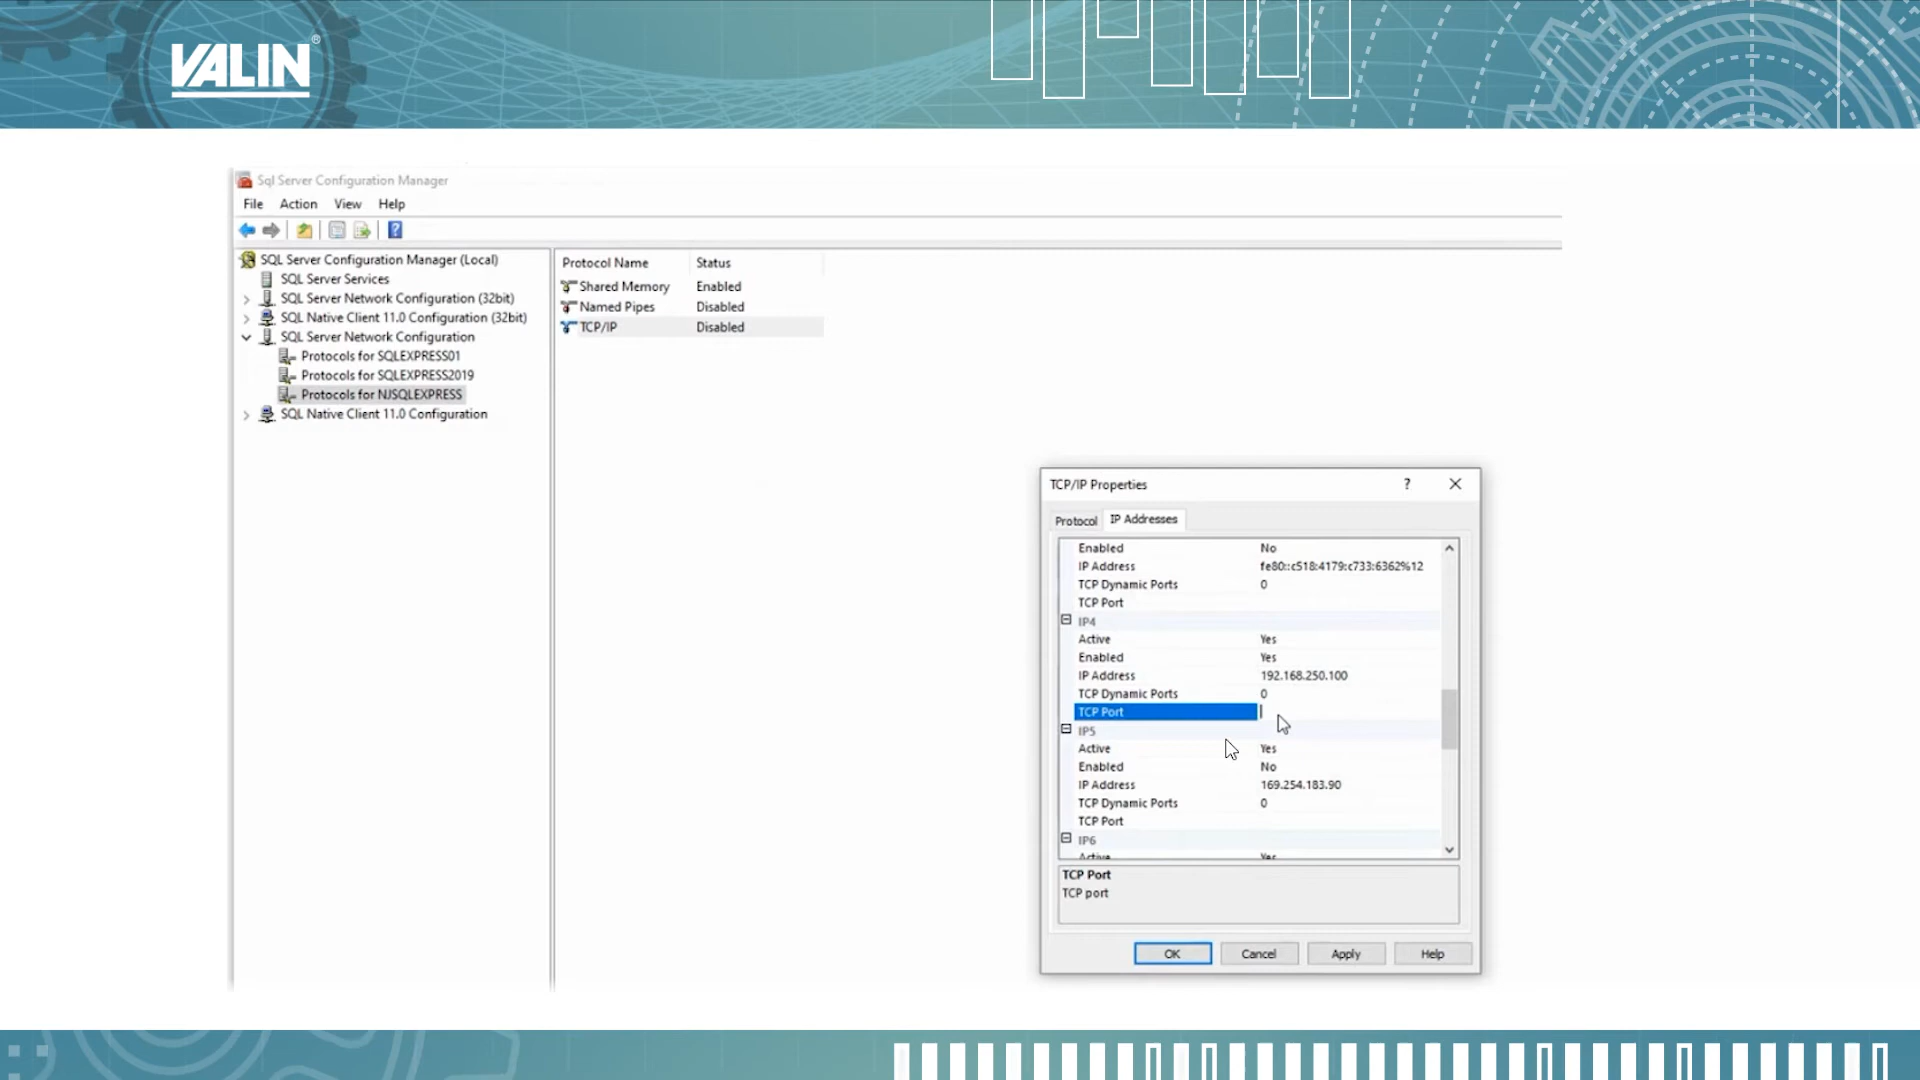 VALIN®
Sql Server Configuration Manager
File Action View Help
SQL Server Configuration Manager (Local)
SQL Server Services
SQL Server Network Configuration (32bit)
SQL Native Client 11.0 Configuration (32bit)
SQL Server Network Configuration
Protocols for SQLEXPRESS01
Protocols for SQLEXPRESS2019
Protocols for NJSQLEXPRESS
SQL Native Client 11.0 Configuration
Protocol Name Status
Shared Memory Enabled
Named Pipes Disabled
TCP/IP Disabled
TCP/IP Properties ?
Protocol IP Addresses
Enabled No
IP Address fe80::c518:4179:c733:6362%12
TCP Dynamic Ports 0
TCP Port
IP4
Active Yes
Enabled Yes
IP Address 192.168.250.100
TCP Dynamic Ports 0
TCP Port
IP5
Active Yes
Enabled No
IP Address 169.254.183.90
TCP Dynamic Ports 0
TCP Port
IP6
Active Yes
TCP Port
TCP port
OK Cancel Apply Help